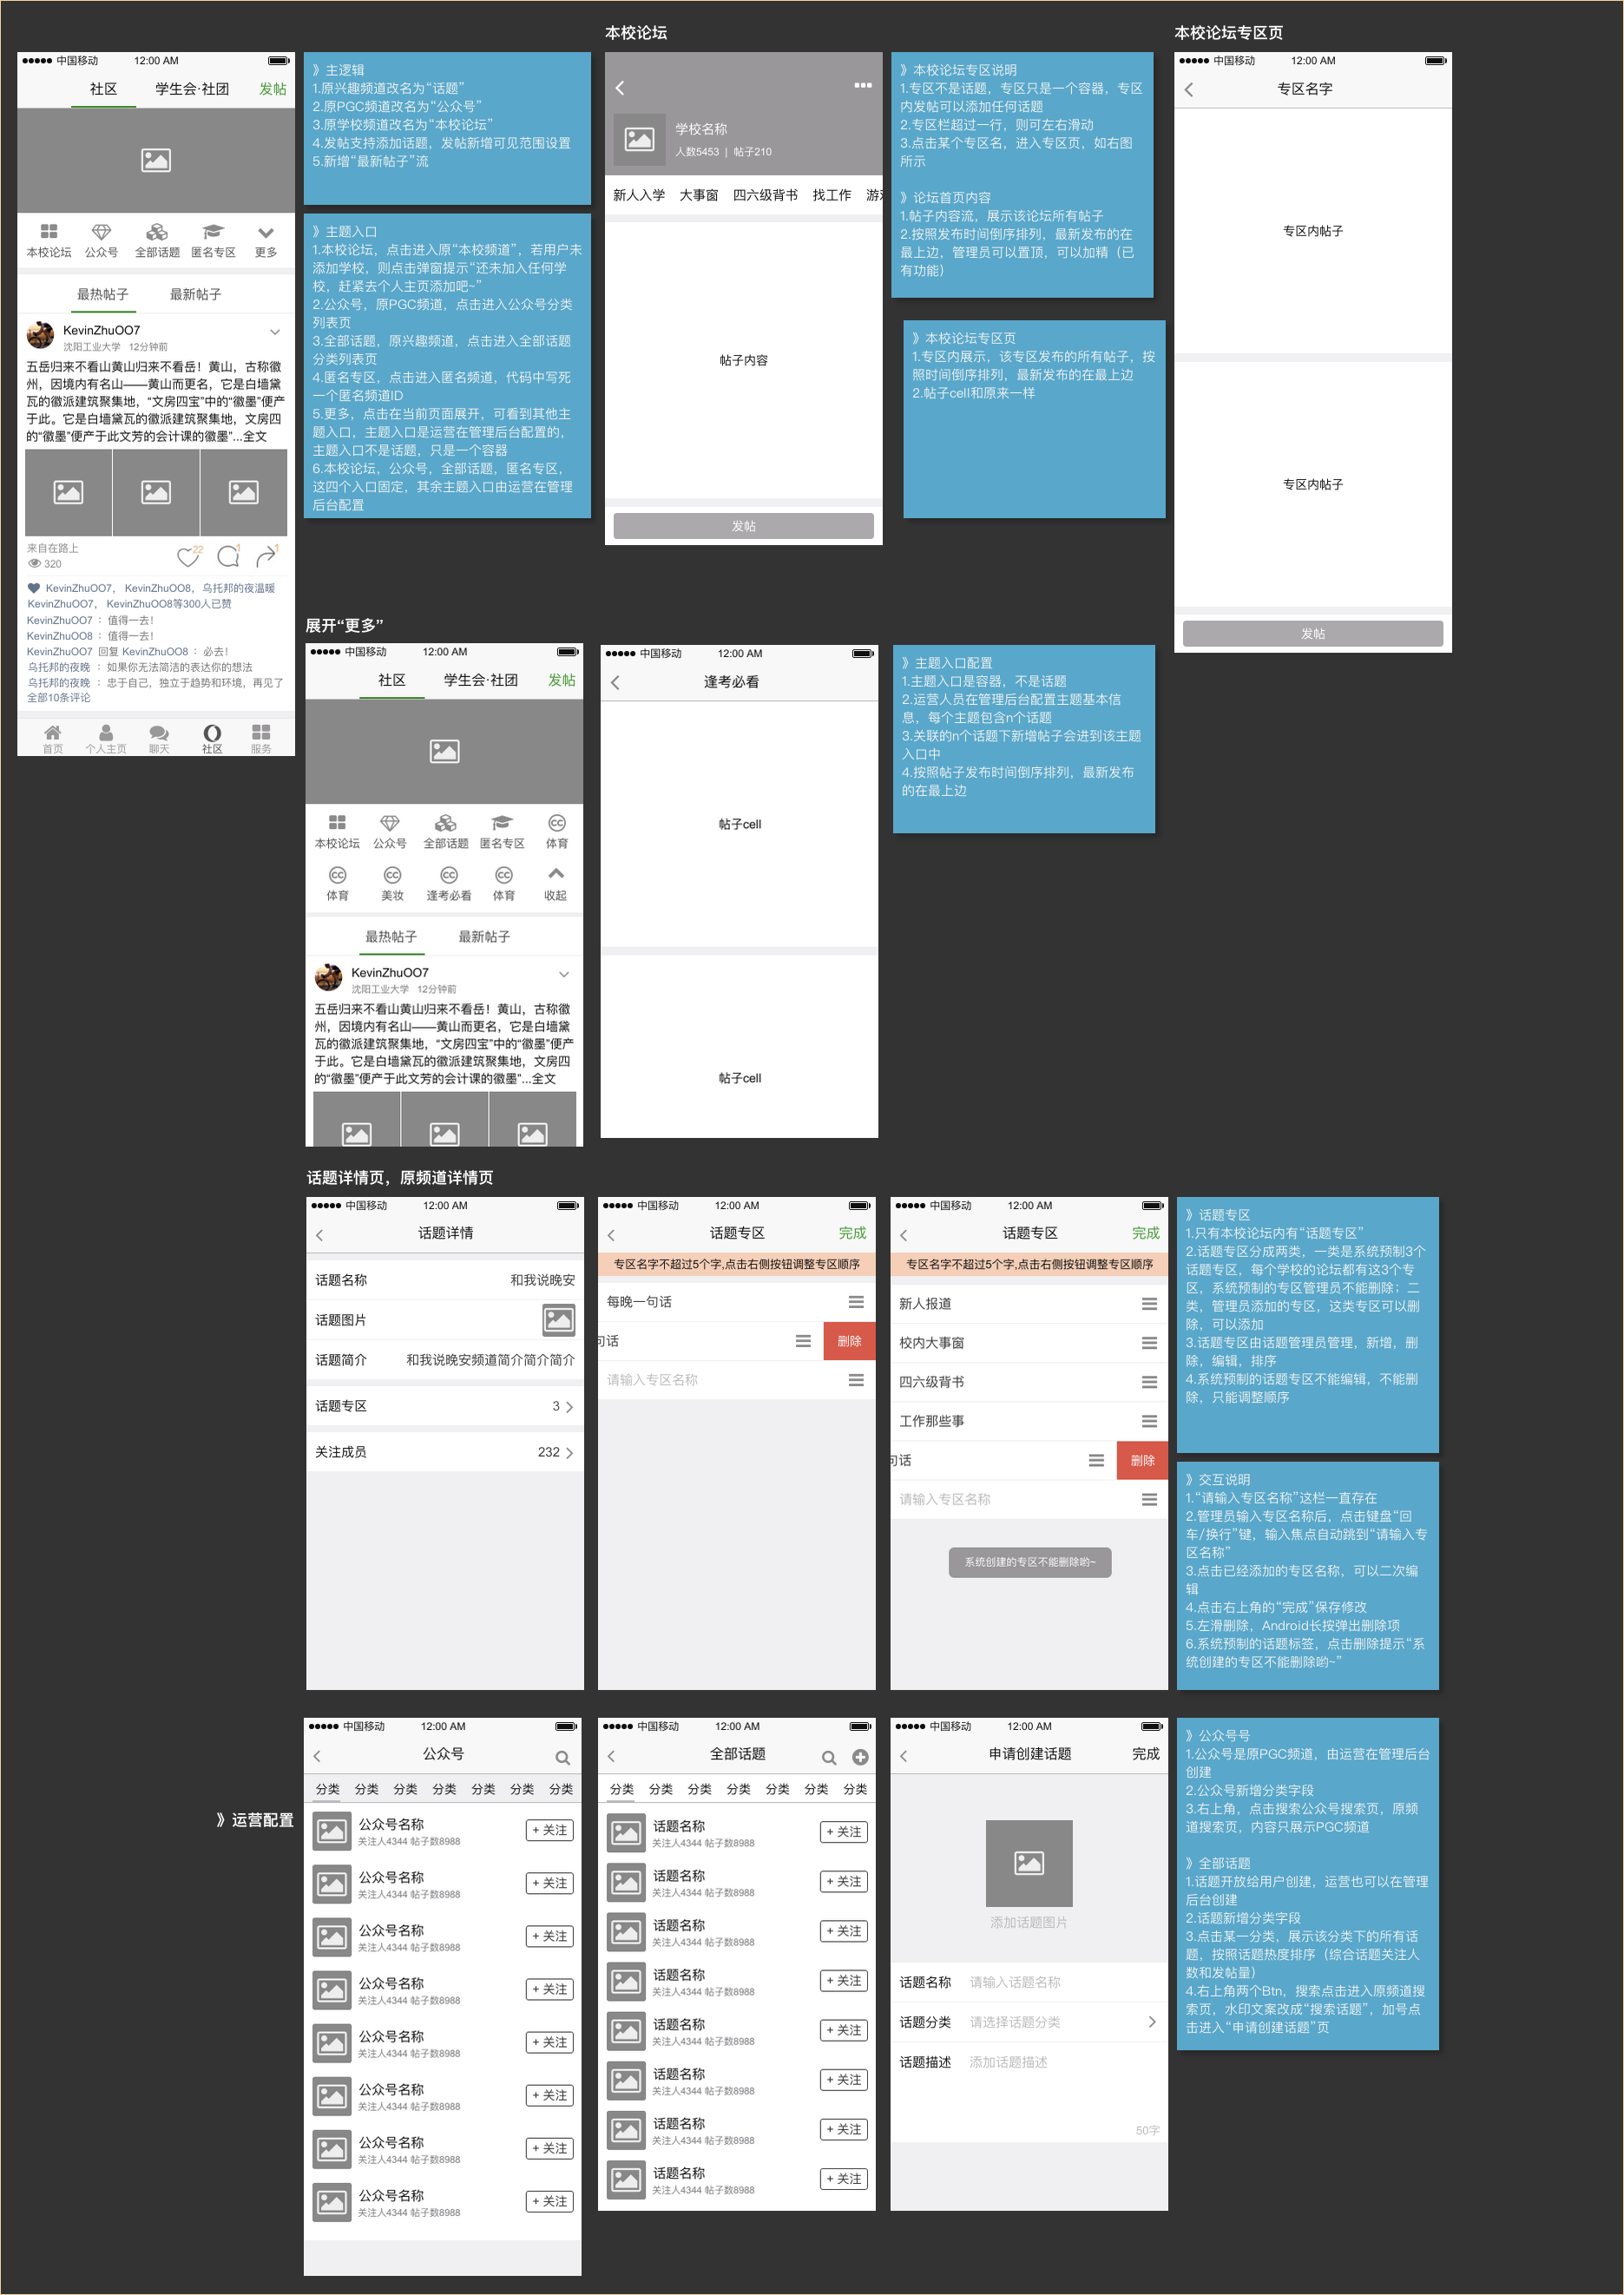 中国移动
12:00 AM
社区
学生会·社团
发帖
本校论坛
公众号
全部话题
匿名专区
更多
最热帖子
最新帖子
KevinZhuOO7
沈阳工业大学 12分钟前
五岳归来不看山黄山归来不看岳！黄山，古称徽
州，因境内有名山——黄山而更名，它是白墙黛
瓦的徽派建筑聚集地，“文房四宝”中的“徽墨”便产
于此。它是白墙黛瓦的徽派建筑聚集地，文房四
的“徽墨”便产于此文芳的会计课的徽墨”...全文
来自在路上
22
1
1
320
KevinZhuOO7， KevinZhuOO8，乌托邦的夜温暖
KevinZhuOO7， KevinZhuOO8等300人已赞
KevinZhuOO7 ：值得一去！
KevinZhuOO8 ：值得一去！
KevinZhuOO7 回复 KevinZhuOO8 ：必去！
乌托邦的夜晚 ：如果你无法简洁的表达你的想法
乌托邦的夜晚 ：忠于自己，独立于趋势和环境，再见了
全部10条评论
首页
个人主页
聊天
社区
服务
》主逻辑
1.原兴趣频道改名为“话题”
2.原PGC频道改名为“公众号”
3.原学校频道改名为“本校论坛”
4.发帖支持添加话题，发帖新增可见范围设置
5.新增“最新帖子”流
》主题入口
1.本校论坛，点击进入原“本校频道”，若用户未
添加学校，则点击弹窗提示“还未加入任何学
校，赶紧去个人主页添加吧~”
2.公众号，原PGC频道，点击进入公众号分类
列表页
3.全部话题，原兴趣频道，点击进入全部话题
分类列表页
4.匿名专区，点击进入匿名频道，代码中写死
一个匿名频道ID
5.更多，点击在当前页面展开，可看到其他主
题入口，主题入口是运营在管理后台配置的，
主题入口不是话题，只是一个容器
6.本校论坛，公众号，全部话题，匿名专区，
这四个入口固定，其余主题入口由运营在管理
后台配置
本校论坛
学校名称
人数5453 | 帖子210
新人入学 大事窗 四六级背书 找工作 游
帖子内容
发帖
》本校论坛专区说明
1.专区不是话题，专区只是一个容器，专区
内发帖可以添加任何话题
2.专区栏超过一行，则可左右滑动
3.点击某个专区名，进入专区页，如右图
所示
》论坛首页内容
1.帖子内容流，展示该论坛所有帖子
2.按照发布时间倒序排列，最新发布的在
最上边，管理员可以置顶，可以加精（已
有功能）
》本校论坛专区页
1.专区内展示，该专区发布的所有帖子，按
照时间倒序排列，最新发布的在最上边
2.帖子cell和原来一样
本校论坛专区页
中国移动
12:00 AM
专区名字
专区内帖子
专区内帖子
发帖
展开“更多”
中国移动
12:00 AM
社区
学生会·社团
发帖
本校论坛
公众号
全部话题
匿名专区
体育
体育
美妆
逢考必看
体育
收起
最热帖子
最新帖子
KevinZhuOO7
沈阳工业大学 12分钟前
五岳归来不看山黄山归来不看岳！黄山，古称徽
州，因境内有名山——黄山而更名，它是白墙黛
瓦的徽派建筑聚集地，“文房四宝”中的“徽墨”便产
于此。它是白墙黛瓦的徽派建筑聚集地，文房四
的“徽墨”便产于此文芳的会计课的徽墨”...全文
中国移动
12:00 AM
逢考必看
帖子cell
帖子cell
》主题入口配置
1.主题入口是容器，不是话题
2.运营人员在管理后台配置主题基本信
息，每个主题包含n个话题
3.关联的n个话题下新增帖子会进到该主题
入口中
4.按照帖子发布时间倒序排列，最新发布
的在最上边
话题详情页，原频道详情页
中国移动
12:00 AM
话题详情
话题名称
和我说晚安
话题图片
话题简介
和我说晚安频道简介简介简介
话题专区
3
关注成员
232
中国移动
12:00 AM
话题专区
完成
专区名字不超过5个字,点击右侧按钮调整专区顺序
每晚一句话
句话
删除
请输入专区名称
中国移动
12:00 AM
话题专区
完成
专区名字不超过5个字,点击右侧按钮调整专区顺序
新人报道
校内大事窗
四六级背书
工作那些事
句话
删除
请输入专区名称
系统创建的专区不能删除哟~
》话题专区
1.只有本校论坛内有“话题专区”
2.话题专区分成两类，一类是系统预制3个
话题专区，每个学校的论坛都有这3个专
区，系统预制的专区管理员不能删除；二
类，管理员添加的专区，这类专区可以删
除，可以添加
3.话题专区由话题管理员管理，新增，删
除，编辑，排序
4.系统预制的话题专区不能编辑，不能删
除，只能调整顺序
》交互说明
1.“请输入专区名称”这栏一直存在
2.管理员输入专区名称后，点击键盘“回
车/换行”键，输入焦点自动跳到“请输入专
区名称”
3.点击已经添加的专区名称，可以二次编
辑
4.点击右上角的“完成”保存修改
5.左滑删除，Android长按弹出删除项
6.系统预制的话题标签，点击删除提示“系
统创建的专区不能删除哟~”
》运营配置
中国移动
12:00 AM
公众号
分类 分类 分类 分类 分类 分类 分类
公众号名称
关注人4344 帖子数8988
+ 关注
公众号名称
关注人4344 帖子数8988
+ 关注
公众号名称
关注人4344 帖子数8988
+ 关注
公众号名称
关注人4344 帖子数8988
+ 关注
公众号名称
关注人4344 帖子数8988
+ 关注
公众号名称
关注人4344 帖子数8988
+ 关注
公众号名称
关注人4344 帖子数8988
+ 关注
公众号名称
关注人4344 帖子数8988
+ 关注
中国移动
12:00 AM
全部话题
分类 分类 分类 分类 分类 分类 分类
话题名称
关注人4344 帖子数8988
+ 关注
话题名称
关注人4344 帖子数8988
+ 关注
话题名称
关注人4344 帖子数8988
+ 关注
话题名称
关注人4344 帖子数8988
+ 关注
话题名称
关注人4344 帖子数8988
+ 关注
话题名称
关注人4344 帖子数8988
+ 关注
话题名称
关注人4344 帖子数8988
+ 关注
话题名称
关注人4344 帖子数8988
+ 关注
中国移动
12:00 AM
申请创建话题
完成
添加话题图片
话题名称
请输入话题名称
话题分类
请选择话题分类
话题描述
添加话题描述
50字
》公众号号
1.公众号是原PGC频道，由运营在管理后台
创建
2.公众号新增分类字段
3.右上角，点击搜索公众号搜索页，原频
道搜索页，内容只展示PGC频道
》全部话题
1.话题开放给用户创建，运营也可以在管理
后台创建
2.话题新增分类字段
3.点击某一分类，展示该分类下的所有话
题，按照话题热度排序（综合话题关注人
数和发帖量）
4.右上角两个Btn，搜索点击进入原频道搜
索页，水印文案改成“搜索话题”，加号点
击进入“申请创建话题”页